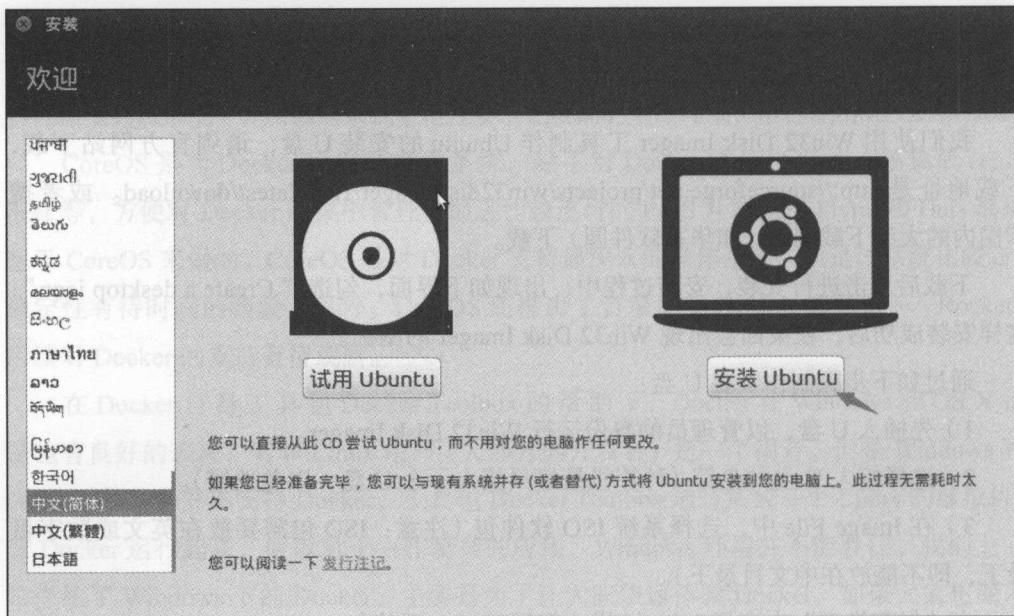 安装
欢迎
ਪੰਜਾਬੀ
ગુજરાતી
தமிழ்
తెలుగు
ಕನ್ನಡ
മലയാളം
සිංහල
ภาษาไทย
ລາວ
မြန်မာစာ
한국어
中文(简体)
中文(繁體)
日本語
试用 Ubuntu
安装 Ubuntu
您可以直接从此 CD 尝试 Ubuntu，而不用对您的电脑作任何更改。
如果您已经准备完毕，您可以与现有系统并存 (或者替代) 方式将 Ubuntu 安装到您的电脑上。此过程无需耗时太
久。
您可以阅读一下 发行注记。